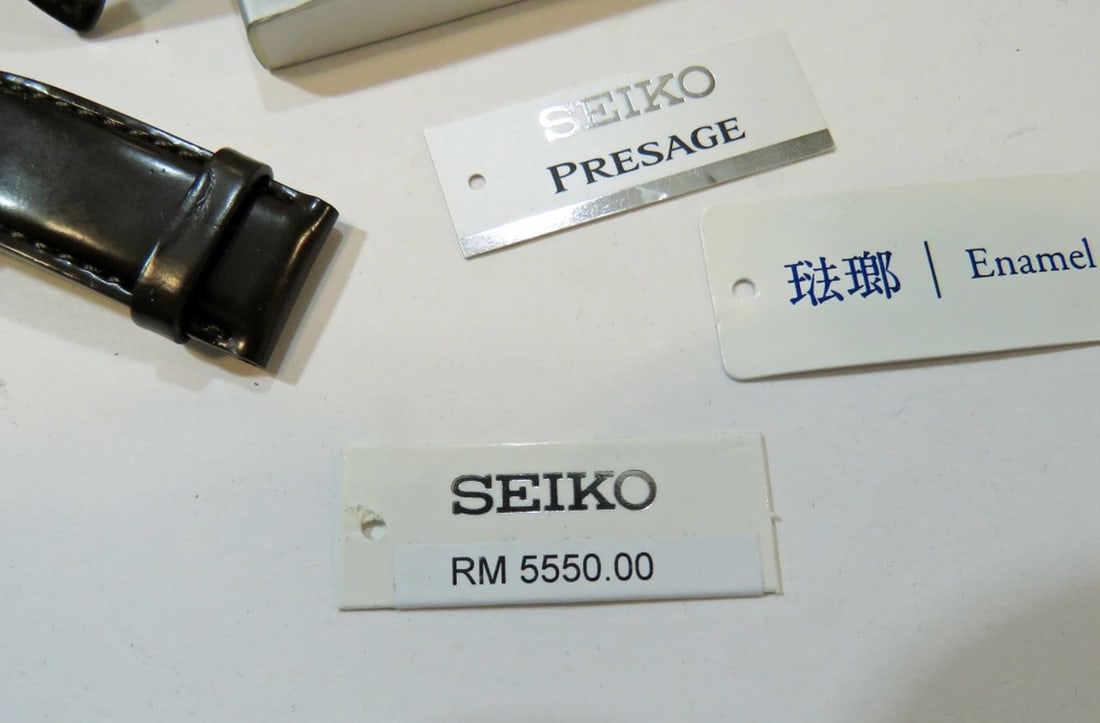 SEIKO
PRESAGE
琺瑯 | Enamel
SEIKO
RM 5550.00